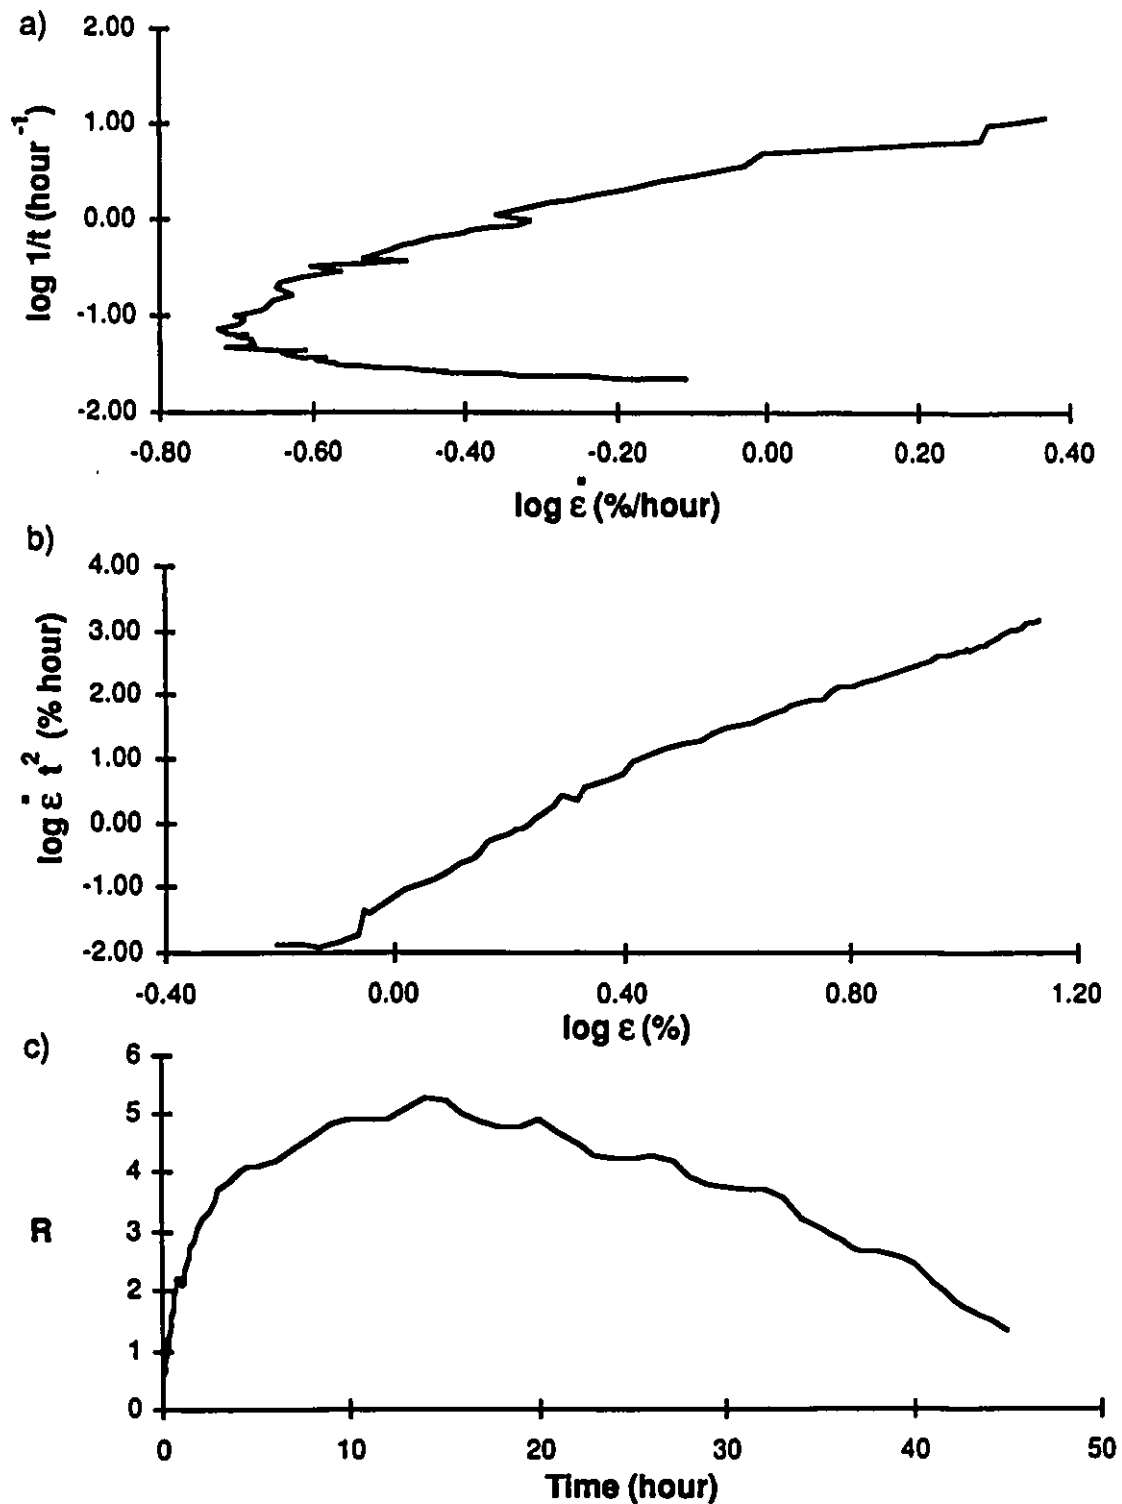 a)
2.00
1.00
0.00
-1.00
-2.00
log 1/t (hour⁻¹)
-0.80 -0.60 -0.40 -0.20 0.00 0.20 0.40
log ε̇ (%/hour)
b)
4.00
3.00
2.00
1.00
0.00
-1.00
-2.00
log ε̇ t² (% hour)
-0.40 0.00 0.40 0.80 1.20
log ε (%)
c)
6
5
4
3
2
1
0
R
0 10 20 30 40 50
Time (hour)